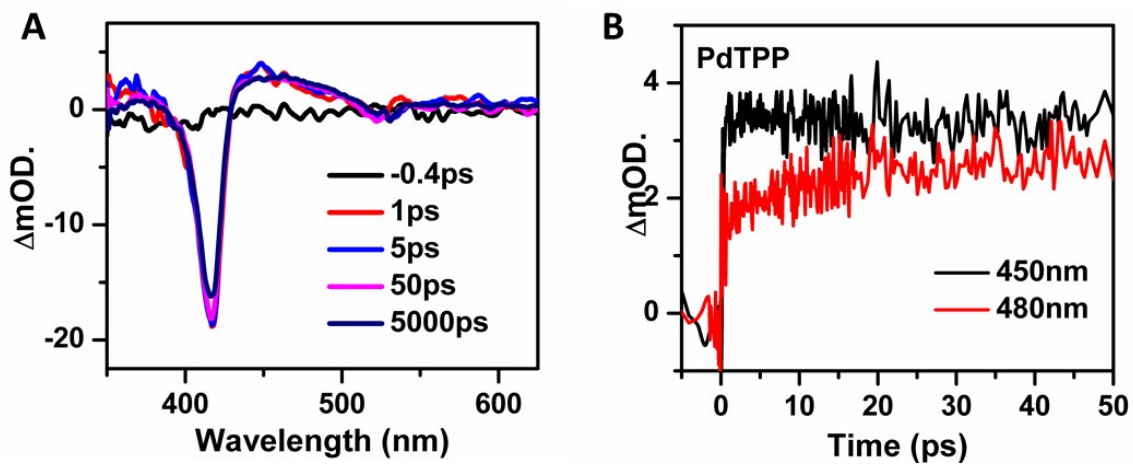 A
ΔmOD.
0
-10
-20
-0.4ps
1ps
5ps
50ps
5000ps
400
500
600
Wavelength (nm)
B
PdTPP
ΔmOD.
4
2
0
450nm
480nm
0
10
20
30
40
50
Time (ps)